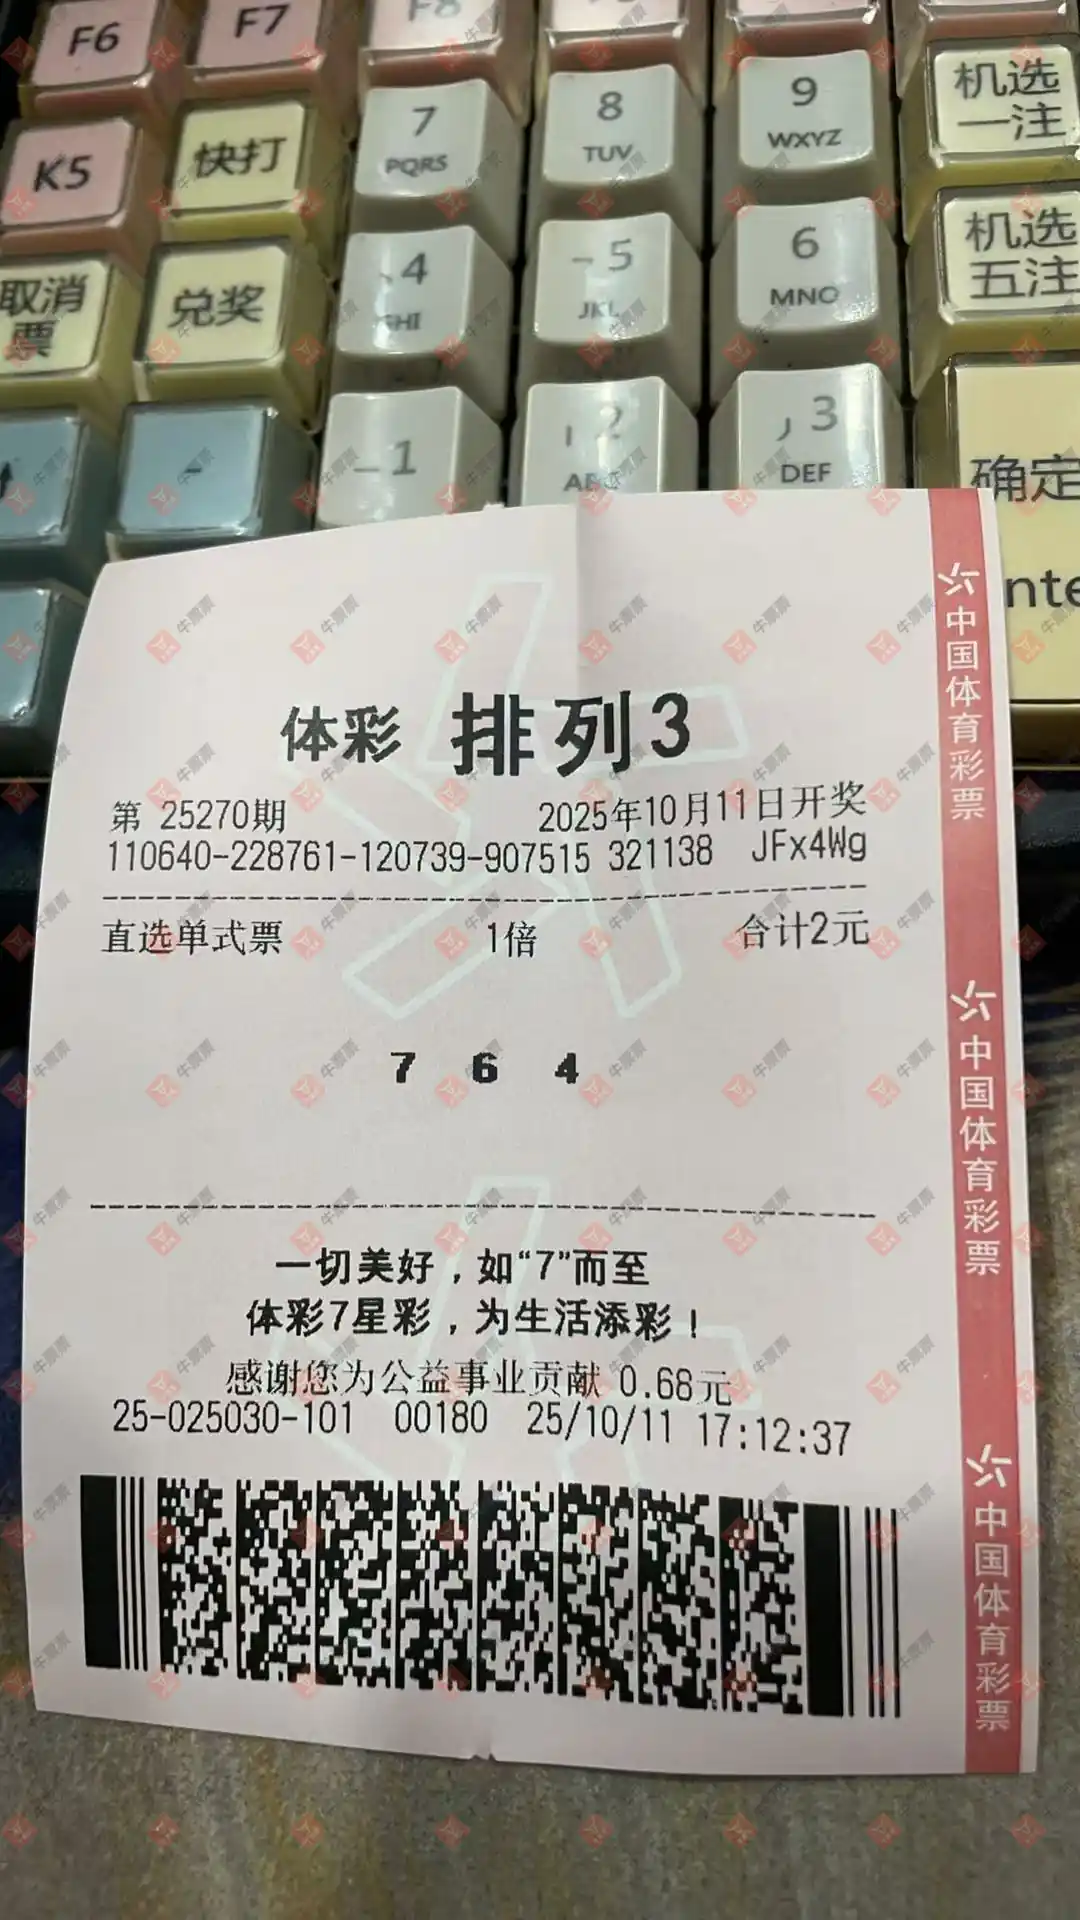 F6 F7 F8
K5 快打 7 PQRS 8 TUV 9 WXYZ 机选一注
取消票 兑奖 4 GHI 5 JKL 6 MNO 机选五注
- 1 2 ABC 3 DEF 确定
体彩 排列3
第 25270期 2025年10月11日开奖
110640-228761-120739-907515 321138 JFx4Wg
直选单式票 1倍 合计2元
7 6 4
一切美好，如“7”而至
体彩7星彩，为生活添彩！
感谢您为公益事业贡献 0.68元
25-025030-101 00180 25/10/11 17:12:37
中国体育彩票
中国体育彩票
中国体育彩票
牛票票